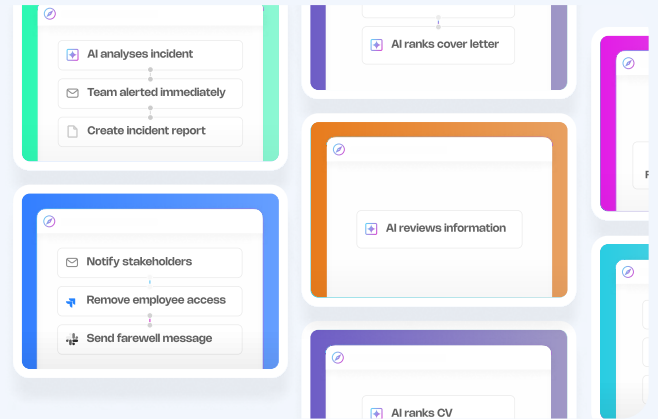 AI analyses incident
Team alerted immediately
Create incident report
Notify stakeholders
Remove employee access
Send farewell message
AI ranks cover letter
AI reviews information
AI ranks CV